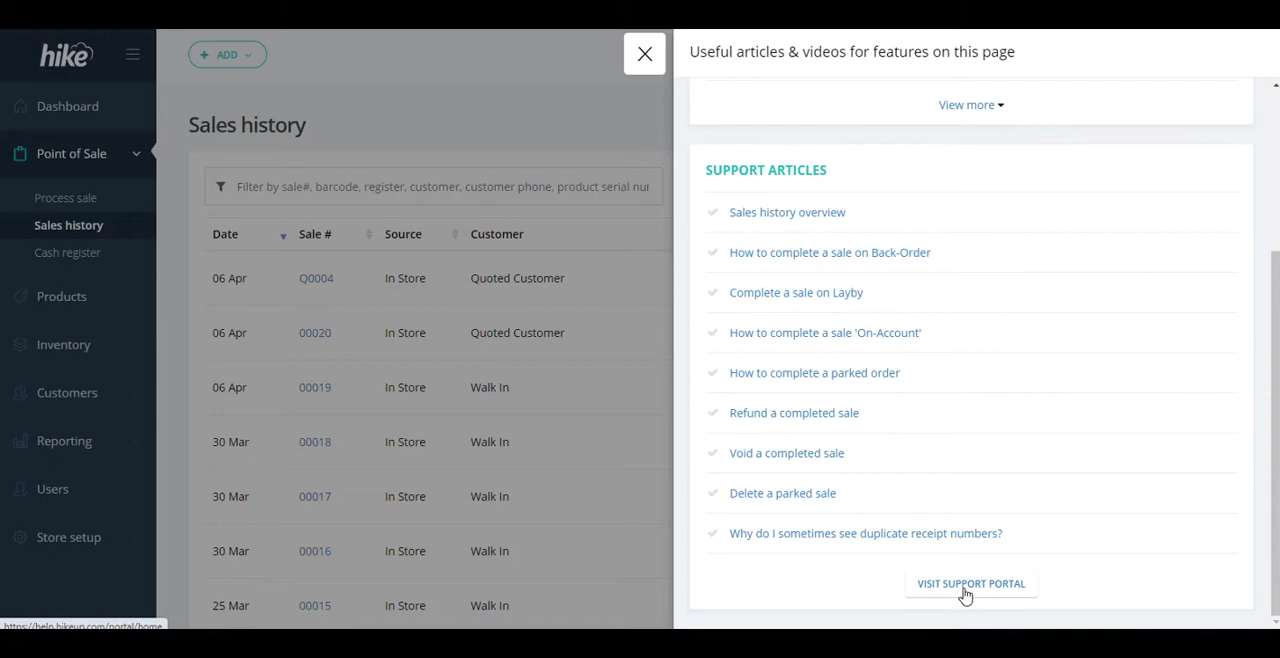 hike
Dashboard
Point of Sale
Process sale
Sales history
Cash register
Products
Inventory
Customers
Reporting
Users
Store setup
https://help.hikeup.com/portal/home
+ ADD
Sales history
Filter by sale#, barcode, register, customer, customer phone, product serial nur
Date Sale # Source Customer
06 Apr Q0004 In Store Quoted Customer
06 Apr 00020 In Store Quoted Customer
06 Apr 00019 In Store Walk In
30 Mar 00018 In Store Walk In
30 Mar 00017 In Store Walk In
30 Mar 00016 In Store Walk In
25 Mar 00015 In Store Walk In
Useful articles & videos for features on this page
View more
SUPPORT ARTICLES
Sales history overview
How to complete a sale on Back-Order
Complete a sale on Layby
How to complete a sale 'On-Account'
How to complete a parked order
Refund a completed sale
Void a completed sale
Delete a parked sale
Why do I sometimes see duplicate receipt numbers?
VISIT SUPPORT PORTAL